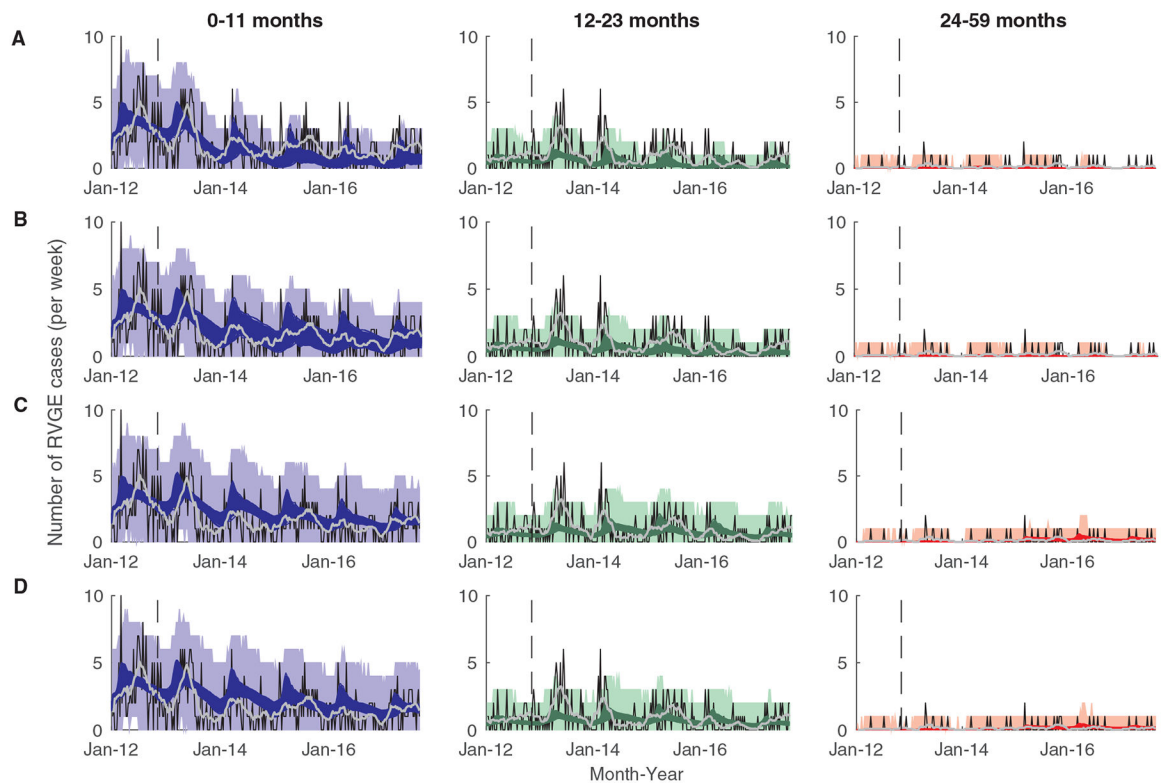 0-11 months 12-23 months 24-59 months
A
10 10 10
5 5 5
0 0 0
Jan-12 Jan-14 Jan-16 Jan-12 Jan-14 Jan-16 Jan-12 Jan-14 Jan-16
B
10 10 10
5 5 5
0 0 0
Jan-12 Jan-14 Jan-16 Jan-12 Jan-14 Jan-16 Jan-12 Jan-14 Jan-16
Number of RVGE cases (per week)
C
10 10 10
5 5 5
0 0 0
Jan-12 Jan-14 Jan-16 Jan-12 Jan-14 Jan-16 Jan-12 Jan-14 Jan-16
D
10 10 10
5 5 5
0 0 0
Jan-12 Jan-14 Jan-16 Jan-12 Jan-14 Jan-16 Jan-12 Jan-14 Jan-16
Month-Year